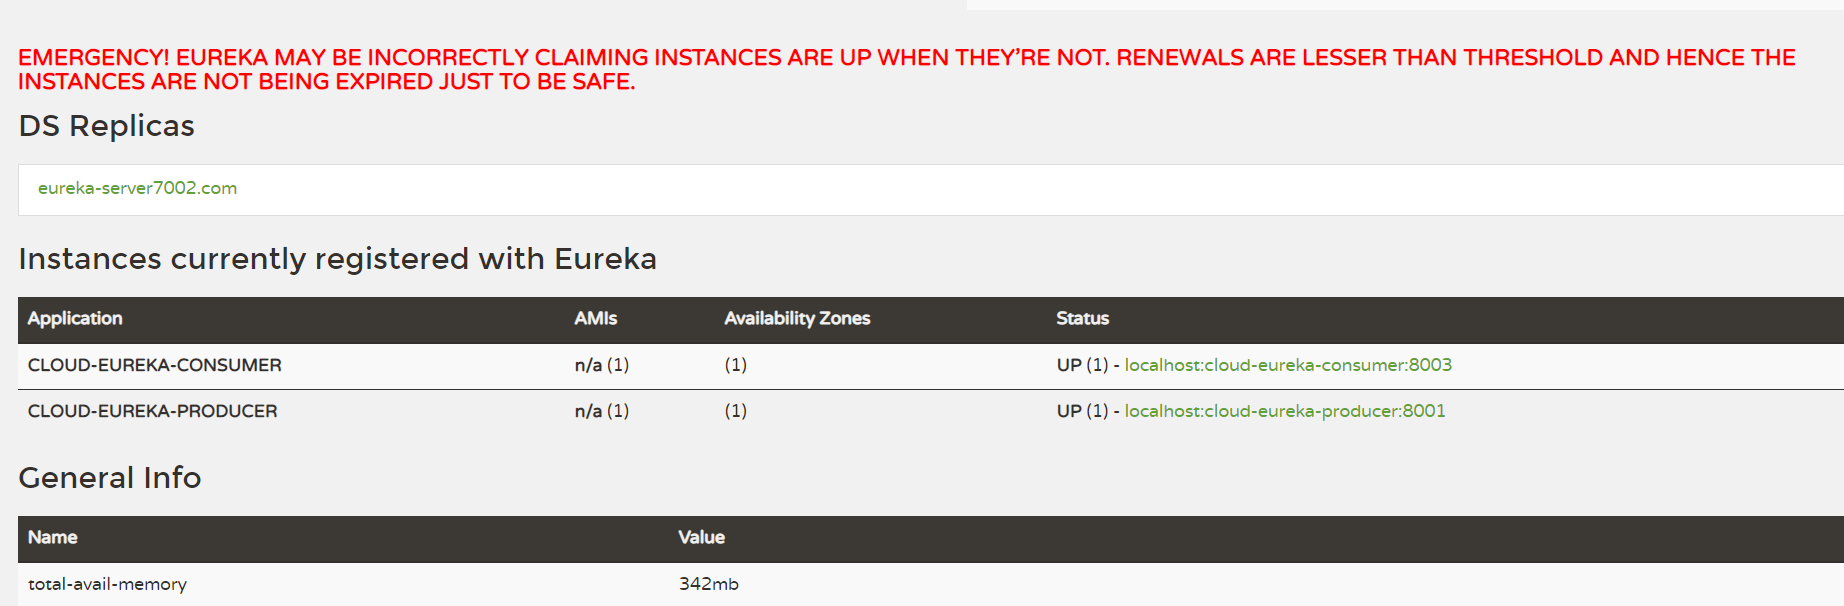 EMERGENCY! EUREKA MAY BE INCORRECTLY CLAIMING INSTANCES ARE UP WHEN THEY’RE NOT. RENEWALS ARE LESSER THAN THRESHOLD AND HENCE THE
INSTANCES ARE NOT BEING EXPIRED JUST TO BE SAFE.
DS Replicas
eureka-server7002.com
Instances currently registered with Eureka
Application AMIs Availability Zones Status
CLOUD-EUREKA-CONSUMER n/a (1) (1) UP (1) - localhost:cloud-eureka-consumer:8003
CLOUD-EUREKA-PRODUCER n/a (1) (1) UP (1) - localhost:cloud-eureka-producer:8001
General Info
Name Value
total-avail-memory 342mb